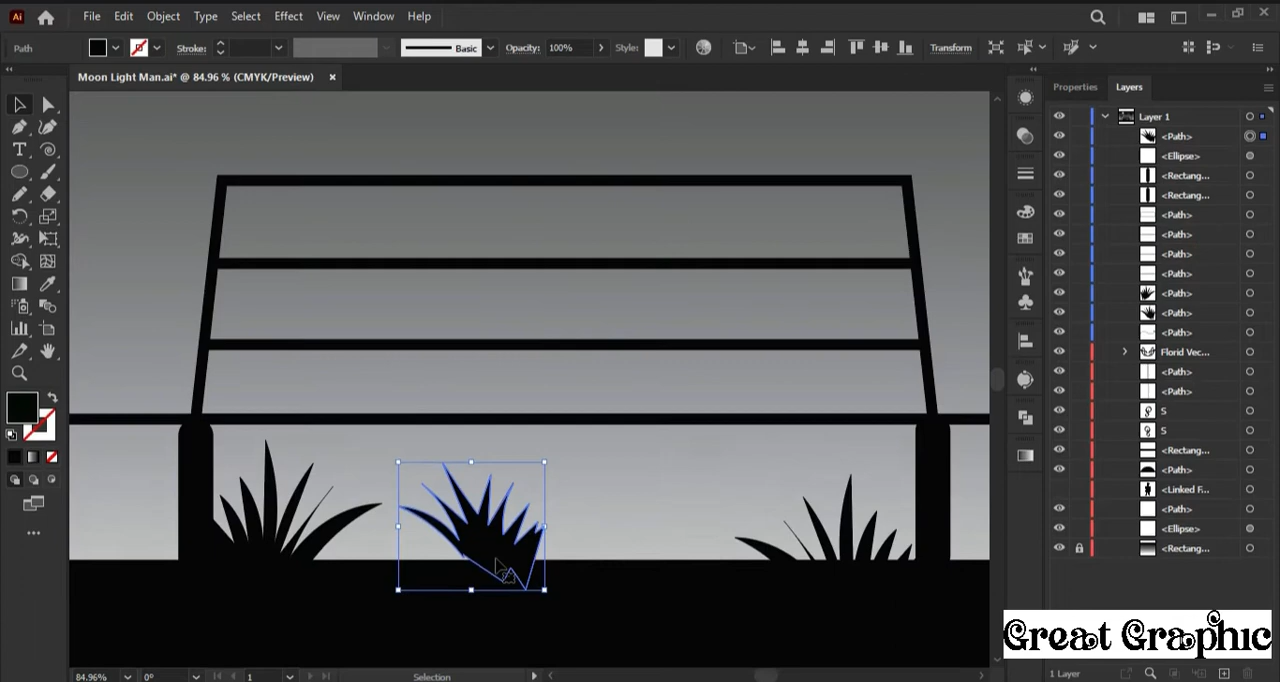 Ai File Edit Object Type Select Effect View Window Help
Path Stroke: Basic Opacity: 100% Style: Transform
Moon Light Man.ai* @ 84.96 % (CMYK/Preview) ×
Properties Layers
Layer 1
<Path>
<Ellipse>
<Rectang...
<Rectang...
<Path>
<Path>
<Path>
<Path>
<Path>
<Path>
<Path>
Florid Vec...
<Path>
<Path>
S
S
<Rectang...
<Path>
<Linked F...
<Path>
<Ellipse>
<Rectang...
Great Graphic
84.96% 0° 1 Selection
1 Layer